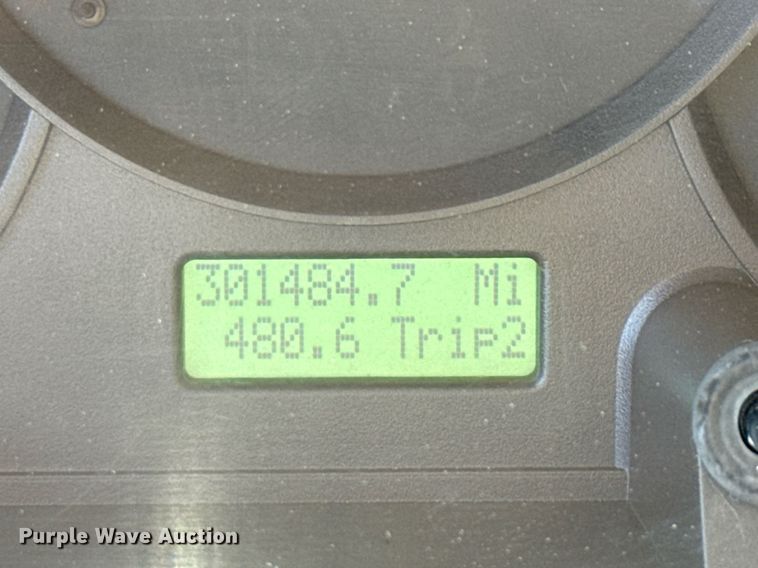 301484.7 Mi
480.6 Trip2
Purple Wave Auction